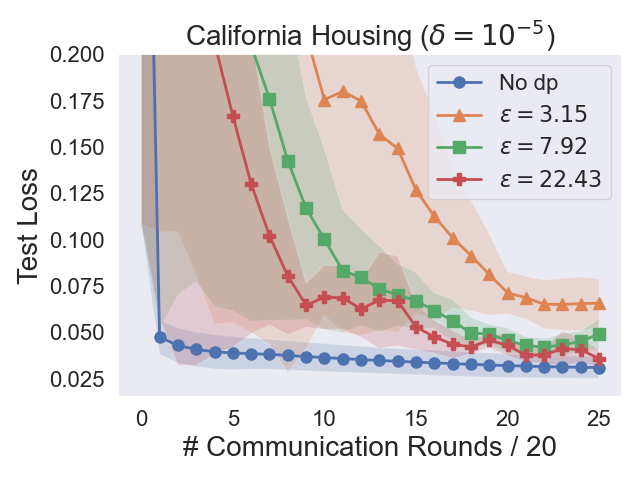 California Housing (δ = 10⁻⁵)
Test Loss
0.200
0.175
0.150
0.125
0.100
0.075
0.050
0.025
No dp
ε = 3.15
ε = 7.92
ε = 22.43
0 5 10 15 20 25
# Communication Rounds / 20